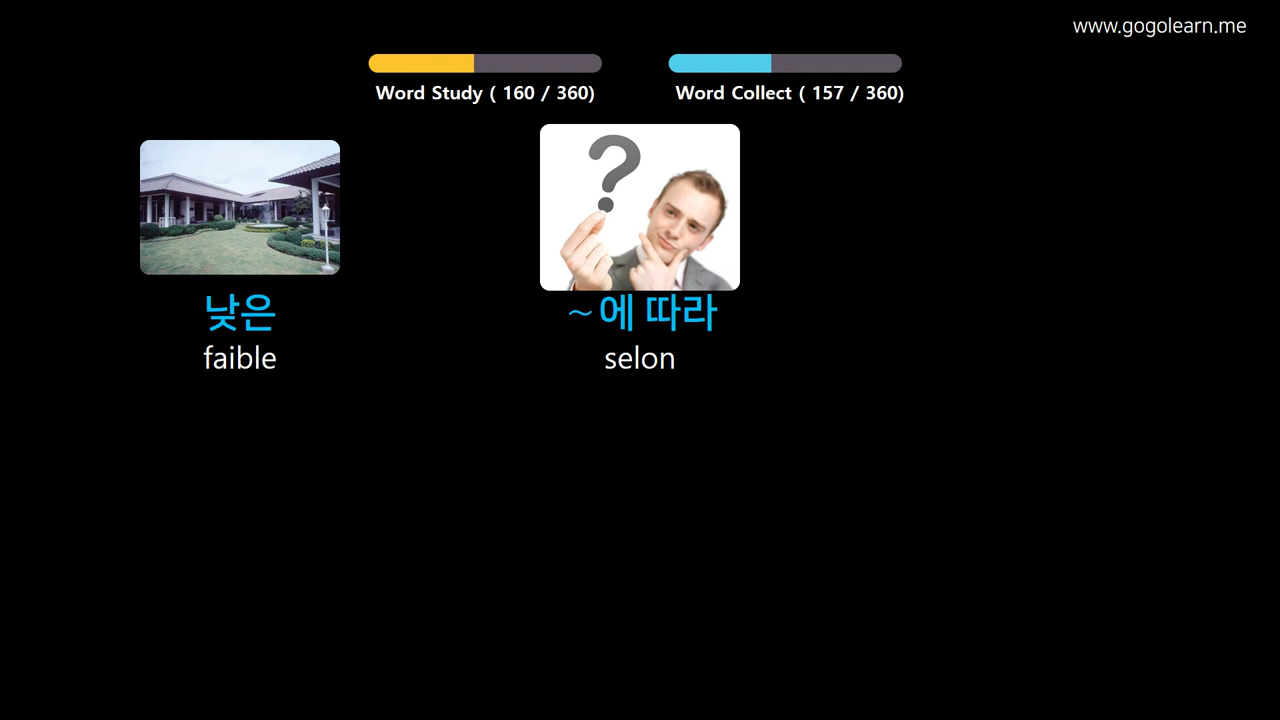 www.gogolearn.me
Word Study ( 160 / 360)
Word Collect ( 157 / 360)
낮은
faible
~에 따라
selon